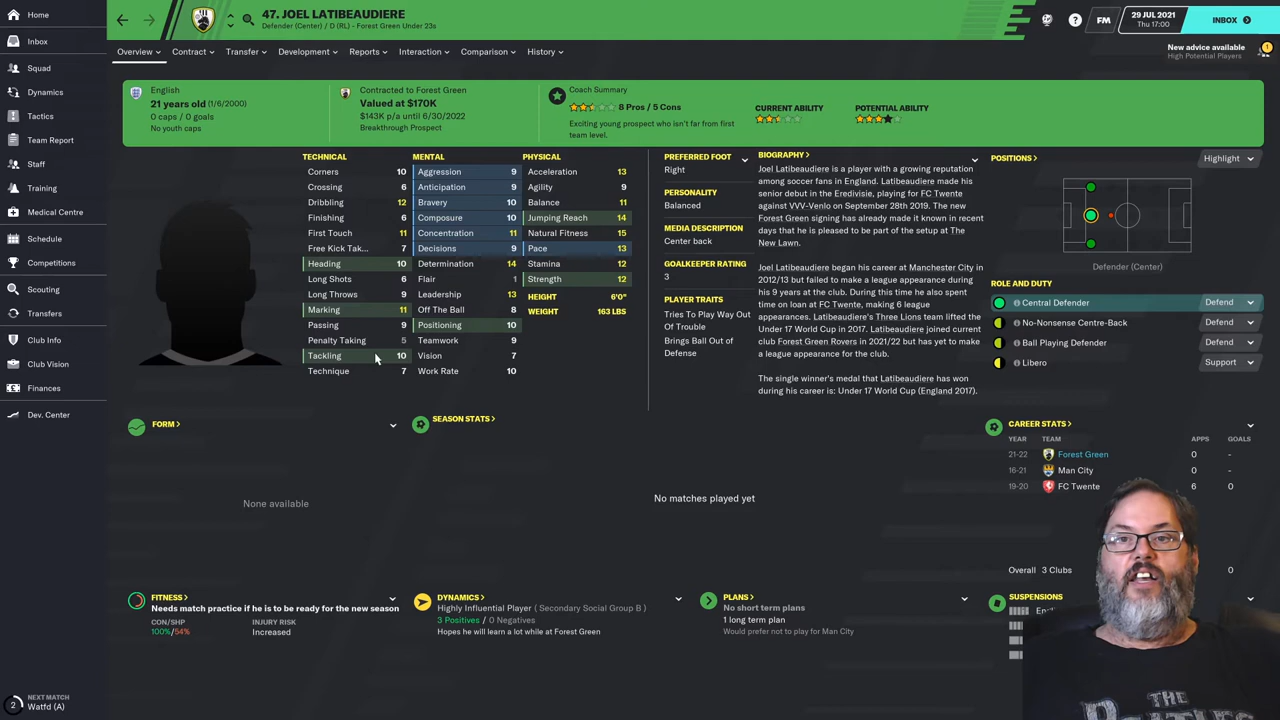 Home
Inbox
Squad
Dynamics
Tactics
Team Report
Staff
Training
Medical Centre
Schedule
Competitions
Scouting
Transfers
Club Info
Club Vision
Finances
Dev. Center
2
NEXT MATCH
Watfd (A)
47. JOEL LATIBEAUDIERE
Defender (Center) / D (RL) - Forest Green Under 23s
?
FM
29 JUL 2021
Thu 17:00
INBOX
Overview
Contract
Transfer
Development
Reports
Interaction
Comparison
History
New advice available
High Potential Players
English
21 years old (1/6/2000)
0 caps / 0 goals
No youth caps
Contracted to Forest Green
Valued at $170K
$143K p/a until 6/30/2022
Breakthrough Prospect
Coach Summary
8 Pros / 5 Cons
Exciting young prospect who isn't far from first
team level.
CURRENT ABILITY
POTENTIAL ABILITY
TECHNICAL
Corners 10
Crossing 6
Dribbling 12
Finishing 6
First Touch 11
Free Kick Tak... 7
Heading 10
Long Shots 6
Long Throws 9
Marking 11
Passing 9
Penalty Taking 5
Tackling 10
Technique 7
MENTAL
Aggression 9
Anticipation 9
Bravery 10
Composure 10
Concentration 11
Decisions 9
Determination 14
Flair 1
Leadership 13
Off The Ball 8
Positioning 10
Teamwork 9
Vision 7
Work Rate 10
PHYSICAL
Acceleration 13
Agility 9
Balance 11
Jumping Reach 14
Natural Fitness 15
Pace 13
Stamina 12
Strength 12
HEIGHT 6'0"
WEIGHT 163 LBS
PREFERRED FOOT
Right
PERSONALITY
Balanced
MEDIA DESCRIPTION
Center back
GOALKEEPER RATING
3
PLAYER TRAITS
Tries To Play Way Out
Of Trouble
Brings Ball Out of
Defense
BIOGRAPHY
Joel Latibeaudiere is a player with a growing reputation
among soccer fans in England. Latibeaudiere made his
senior debut in the Eredivisie, playing for FC Twente
against VVV-Venlo on September 28th 2019. The new
Forest Green signing has already made it known in recent
days that he is pleased to be part of the setup at The
New Lawn.
Joel Latibeaudiere began his career at Manchester City in
2012/13 but failed to make a league appearance during
his 9 years at the club. During this time he also spent
time on loan at FC Twente, making 6 league
appearances. Latibeaudiere's Three Lions team lifted the
Under 17 World Cup in 2017. Latibeaudiere joined current
club Forest Green Rovers in 2021/22 but has yet to make
a league appearance for the club.
The single winner's medal that Latibeaudiere has won
during his career is: Under 17 World Cup (England 2017).
POSITIONS
Highlight
Defender (Center)
ROLE AND DUTY
Central Defender Defend
No-Nonsense Centre-Back Defend
Ball Playing Defender Defend
Libero Support
FORM
None available
SEASON STATS
No matches played yet
CAREER STATS
YEAR TEAM APPS GOALS
21-22 Forest Green 0 -
16-21 Man City 0 -
19-20 FC Twente 6 0
Overall 3 Clubs 0
FITNESS
Needs match practice if he is to be ready for the new season
CON/SHP
100%/54%
INJURY RISK
Increased
DYNAMICS
Highly Influential Player ( Secondary Social Group B )
3 Positives / 0 Negatives
Hopes he will learn a lot while at Forest Green
PLANS
No short term plans
1 long term plan
Would prefer not to play for Man City
SUSPENSIONS
THE